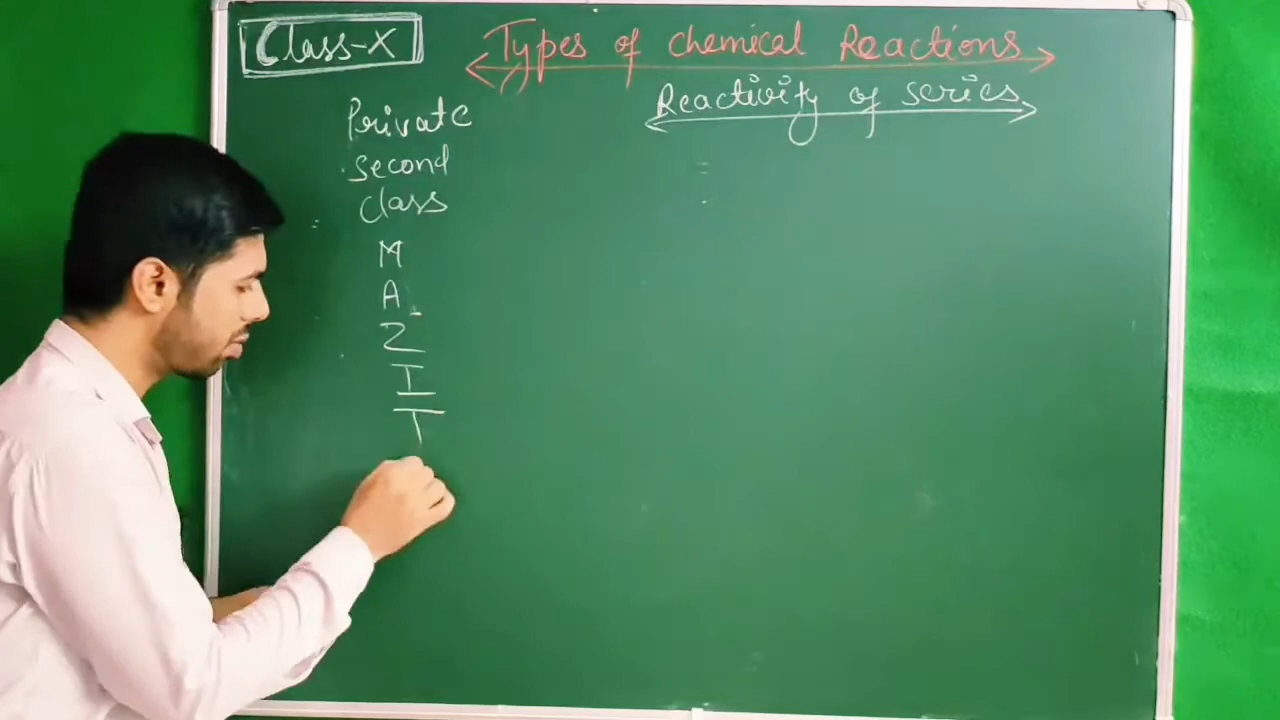 Class-X
Types of chemical Reactions
Reactivity of series
Private
second
class
M
A
Z
I
T